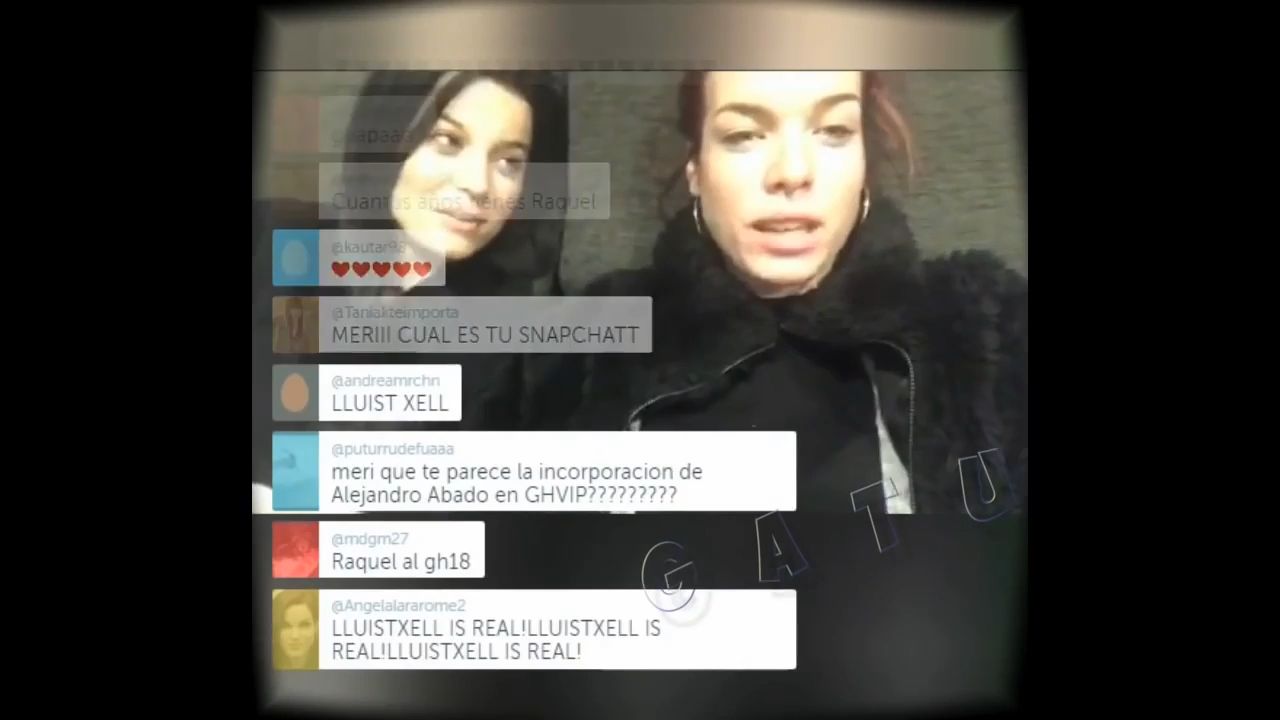 Cuantos años tienes Raquel
@kautar98
@Taniakteimporta
MERIII CUAL ES TU SNAPCHATT
@andreamrchn
LLUIST XELL
@puturrudefuaaa
meri que te parece la incorporacion de
Alejandro Abado en GHVIP?????????
@mdgm27
Raquel al gh18
@Angelalararome2
LLUISTXELL IS REAL!LLUISTXELL IS
REAL!LLUISTXELL IS REAL!
GATU